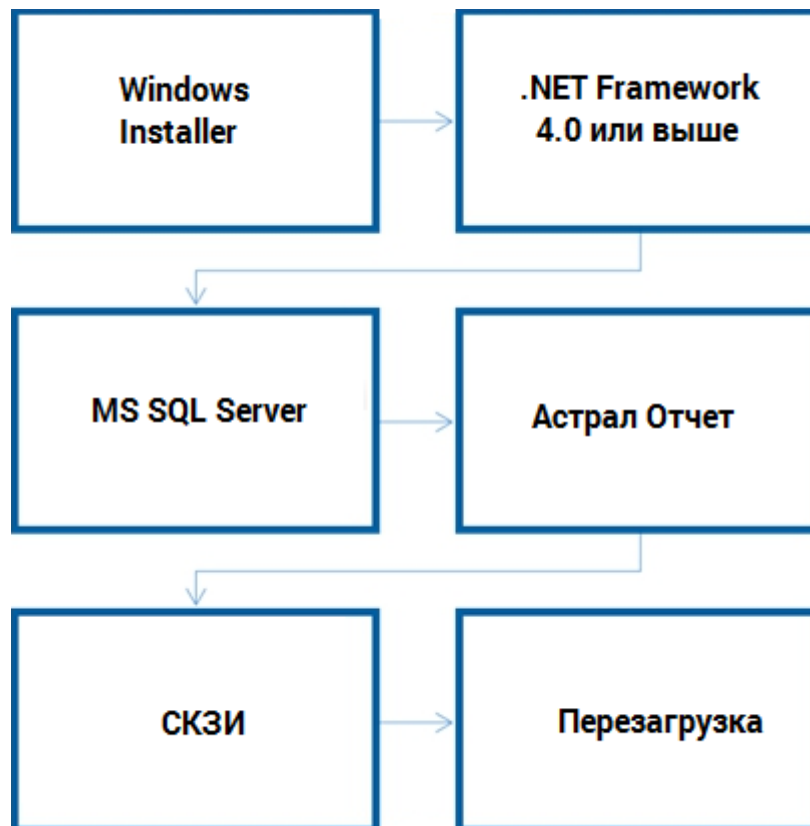 Windows
Installer
.NET Framework
4.0 или выше
MS SQL Server
Астрал Отчет
СКЗИ
Перезагрузка